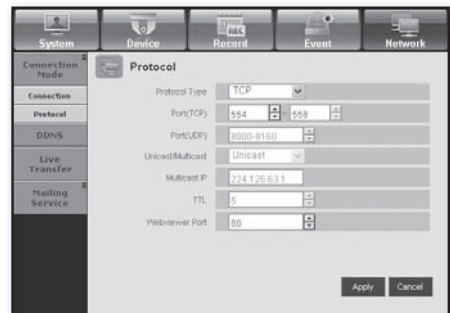 System Device Record Event Network
REC
Connection Mode
Connection
Protocol
DDNS
Live Transfer
Mailing Service
Protocol
Protocol Type TCP
Port(TCP) 554 - 558
Port(UDP) 8000-8160
Unicast/Multicast Unicast
Multicast IP 224.126.63.1
TTL 5
Webviewer Port 80
Apply Cancel